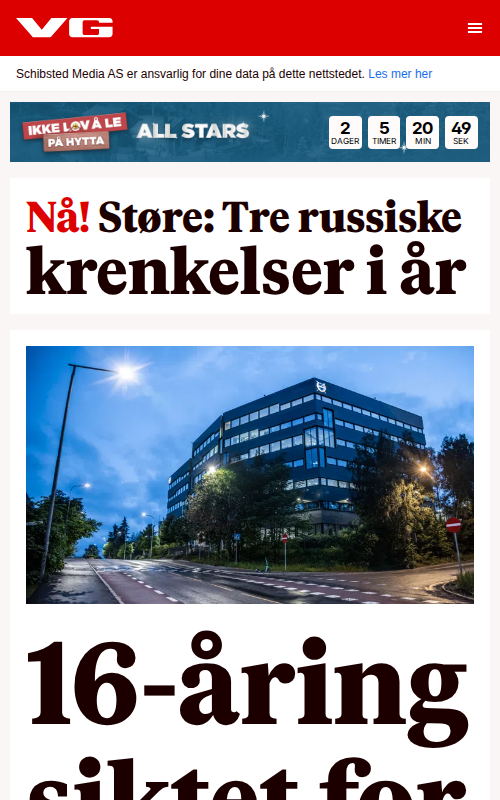 VG
Schibsted Media AS er ansvarlig for dine data på dette nettstedet. Les mer her
IKKE LOV Å LE
PÅ HYTTA
ALL STARS
2 5 20 49
DAGER TIMER MIN SEK
Nå! Støre: Tre russiske
krenkelser i år
16-åring
siktet for